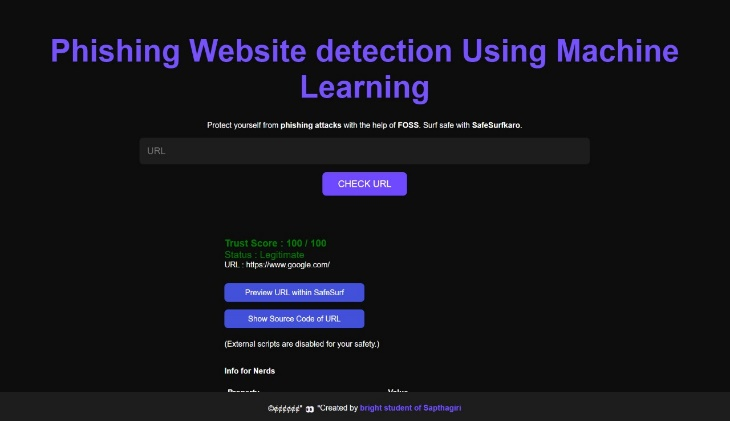 Phishing Website detection Using Machine
Learning
Protect yourself from phishing attacks with the help of FOSS. Surf safe with SafeSurfkaro.
URL
CHECK URL
Trust Score : 100 / 100
Status : Legitimate
URL : https://www.google.com/
Preview URL within SafeSurf
Show Source Code of URL
(External scripts are disabled for your safety.)
Info for Nerds
Property Value
"Created by bright student of Sapthagiri